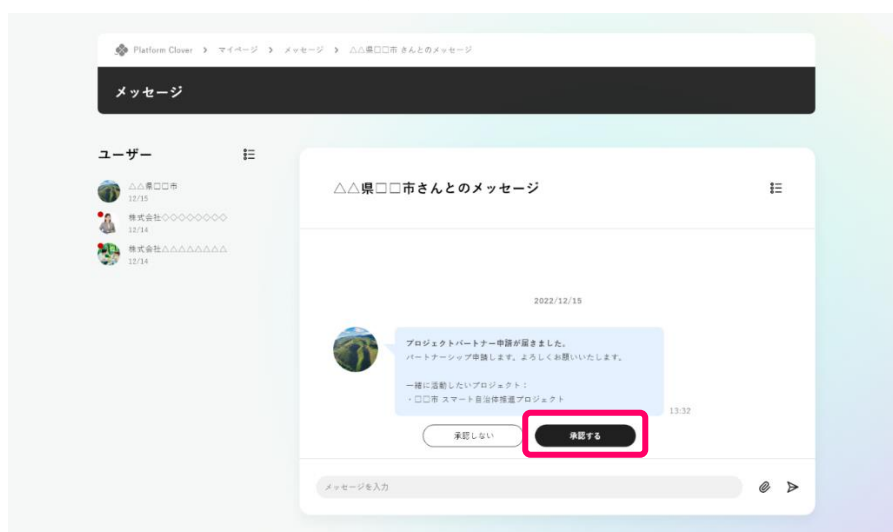 Platform Clover > マイページ > メッセージ > △△県□□市 さんとのメッセージ
メッセージ
ユーザー
△△県□□市
12/15
株式会社◇◇◇◇◇◇◇◇
12/14
株式会社△△△△△△△△
12/14
△△県□□市さんとのメッセージ
2022/12/15
プロジェクトパートナー申請が届きました。
パートナーシップ申請します。よろしくお願いいたします。
一緒に活動したいプロジェクト：
・□□市 スマート自治体推進プロジェクト
13:32
承認しない
承認する
メッセージを入力